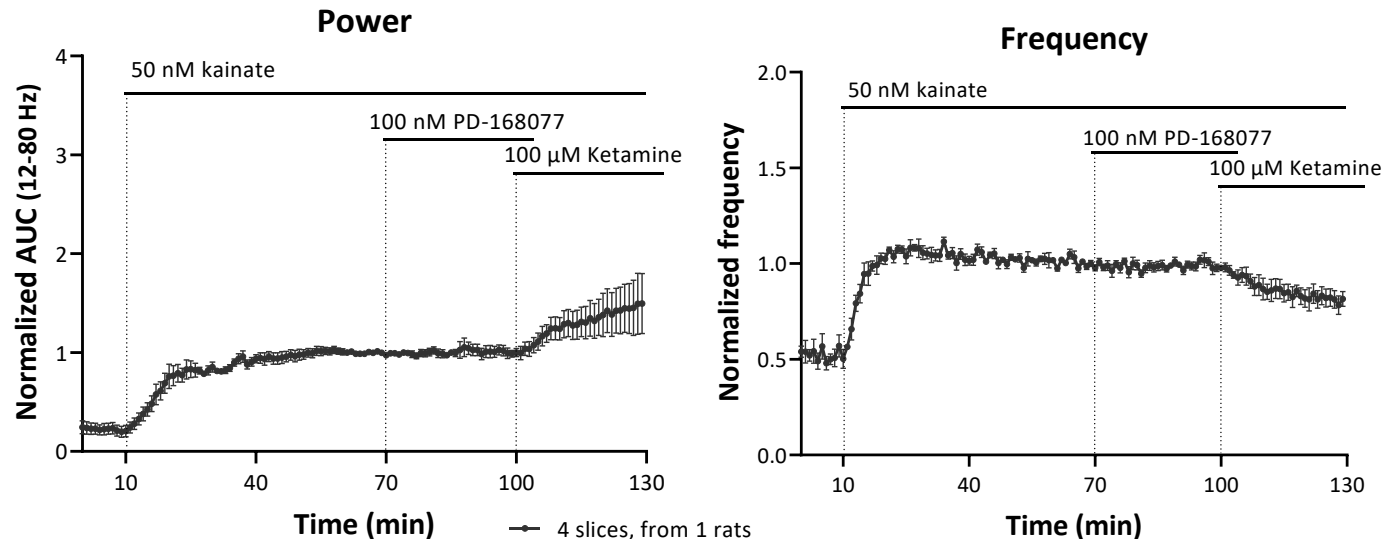 Power
4
3
2
1
0
Normalized AUC (12-80 Hz)
50 nM kainate
100 nM PD-168077
100 µM Ketamine
10
40
70
100
130
Time (min)
Frequency
2.0
1.5
1.0
0.5
0.0
Normalized frequency
50 nM kainate
100 nM PD-168077
100 µM Ketamine
10
40
70
100
130
Time (min)
4 slices, from 1 rats